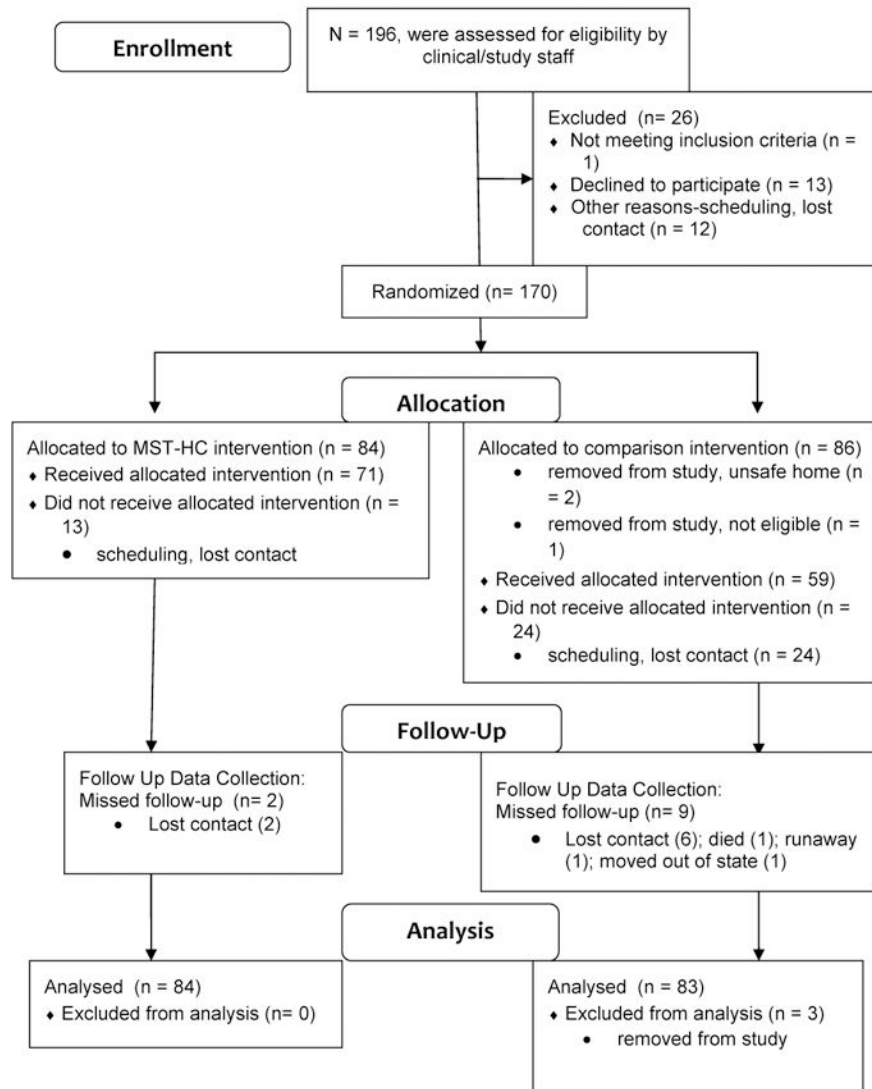 Enrollment
N = 196, were assessed for eligibility by
clinical/study staff
Excluded (n= 26)
♦ Not meeting inclusion criteria (n =
1)
♦ Declined to participate (n = 13)
♦ Other reasons-scheduling, lost
contact (n = 12)
Randomized (n= 170)
Allocation
Allocated to MST-HC intervention (n = 84)
♦ Received allocated intervention (n = 71)
♦ Did not receive allocated intervention (n =
13)
● scheduling, lost contact
Allocated to comparison intervention (n = 86)
● removed from study, unsafe home (n
= 2)
● removed from study, not eligible (n =
1)
♦ Received allocated intervention (n = 59)
♦ Did not receive allocated intervention (n =
24)
● scheduling, lost contact (n = 24)
Follow-Up
Follow Up Data Collection:
Missed follow-up (n= 2)
● Lost contact (2)
Follow Up Data Collection:
Missed follow-up (n= 9)
● Lost contact (6); died (1); runaway
(1); moved out of state (1)
Analysis
Analysed (n = 84)
♦ Excluded from analysis (n= 0)
Analysed (n = 83)
♦ Excluded from analysis (n = 3)
● removed from study